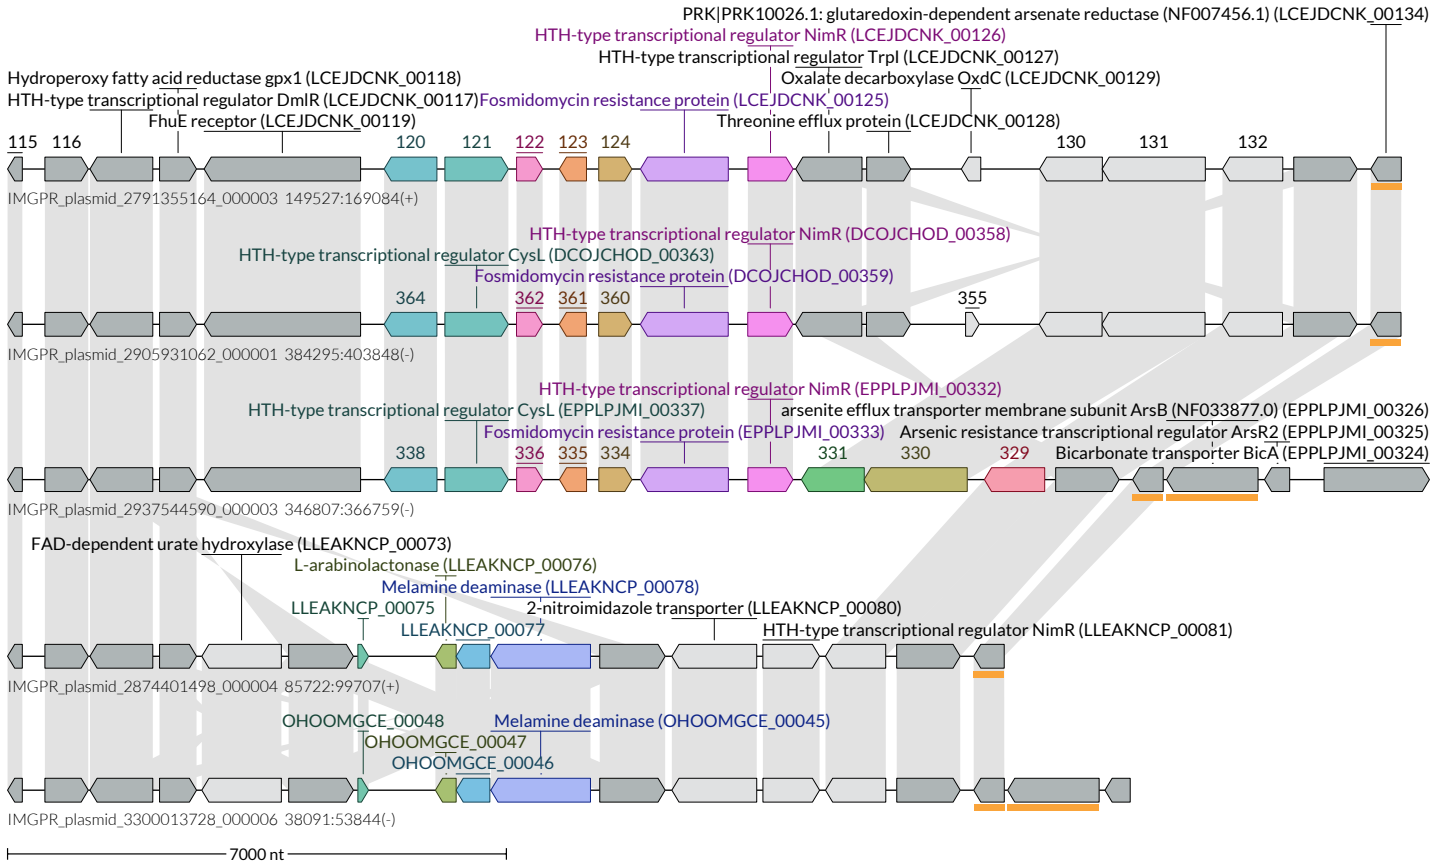 PRK|PRK10026.1: glutaredoxin-dependent arsenate reductase (NF007456.1) (LCEJDCNK_00134)
HTH-type transcriptional regulator NimR (LCEJDCNK_00126)
HTH-type transcriptional regulator TrpI (LCEJDCNK_00127)
Hydroperoxy fatty acid reductase gpx1 (LCEJDCNK_00118) Oxalate decarboxylase OxdC (LCEJDCNK_00129)
HTH-type transcriptional regulator DmlR (LCEJDCNK_00117) Fosmidomycin resistance protein (LCEJDCNK_00125)
FhuE receptor (LCEJDCNK_00119) Threonine efflux protein (LCEJDCNK_00128)
115 116 120 121 122 123 124 130 131 132
IMGPR_plasmid_2791355164_000003 149527:169084(+)
HTH-type transcriptional regulator NimR (DCOJCHOD_00358)
HTH-type transcriptional regulator CysL (DCOJCHOD_00363)
Fosmidomycin resistance protein (DCOJCHOD_00359)
364 362 361 360 355
IMGPR_plasmid_2905931062_000001 384295:403848(-)
HTH-type transcriptional regulator NimR (EPPLPJMI_00332)
HTH-type transcriptional regulator CysL (EPPLPJMI_00337) arsenite efflux transporter membrane subunit ArsB (NF033877.0) (EPPLPJMI_00326)
Fosmidomycin resistance protein (EPPLPJMI_00333) Arsenic resistance transcriptional regulator ArsR2 (EPPLPJMI_00325)
338 336 335 334 331 330 329 Bicarbonate transporter BicA (EPPLPJMI_00324)
IMGPR_plasmid_2937544590_000003 346807:366759(-)
FAD-dependent urate hydroxylase (LLEAKNCP_00073)
L-arabinolactonase (LLEAKNCP_00076)
Melamine deaminase (LLEAKNCP_00078)
LLEAKNCP_00075 2-nitroimidazole transporter (LLEAKNCP_00080)
LLEAKNCP_00077 HTH-type transcriptional regulator NimR (LLEAKNCP_00081)
IMGPR_plasmid_2874401498_000004 85722:99707(+)
OHOOMGCE_00048 Melamine deaminase (OHOOMGCE_00045)
OHOOMGCE_00047
OHOOMGCE_00046
IMGPR_plasmid_3300013728_000006 38091:53844(-)
7000 nt